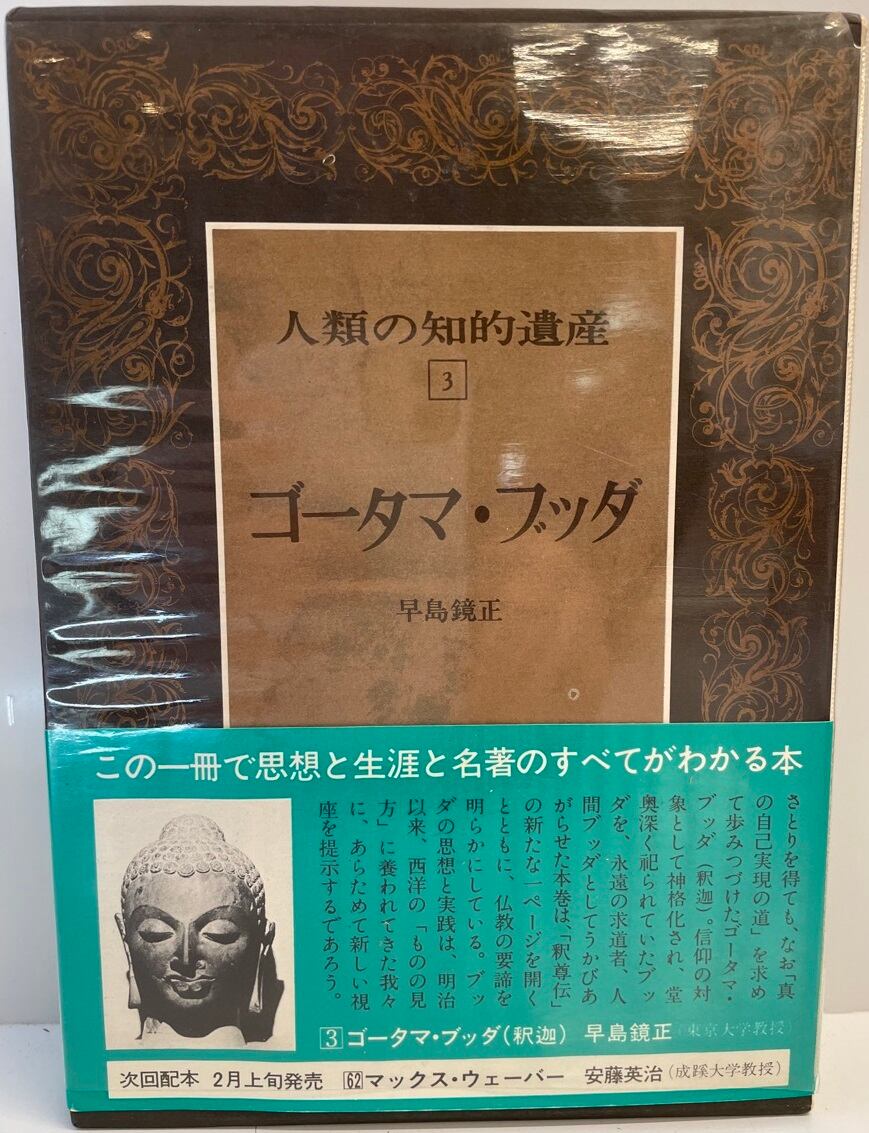 人類の知的遺産
3
ゴータマ・ブッダ
早島鏡正
この一冊で思想と生涯と名著のすべてがわかる本
さとりを得ても、なお「真
の自己実現の道」を求め
て歩みつづけたゴータマ・
ブッダ（釈迦）。信仰の対
象として神格化され、堂
奥深く祀られていたブッ
ダを、永遠の求道者、人
間ブッダとしてうかびあ
がらせた本巻は、「釈尊伝」
の新たな一ページを開く
とともに、仏教の要諦を
明らかにしている。ブッ
ダの思想と実践は、明治
以来、西洋の「ものの見
方」に養われてきた我々
に、あらためて新しい視
座を提示するであろう。
3 ゴータマ・ブッダ（釈迦） 早島鏡正（東京大学教授）
次回配本 2月上旬発売 62 マックス・ウェーバー 安藤英治（成蹊大学教授）